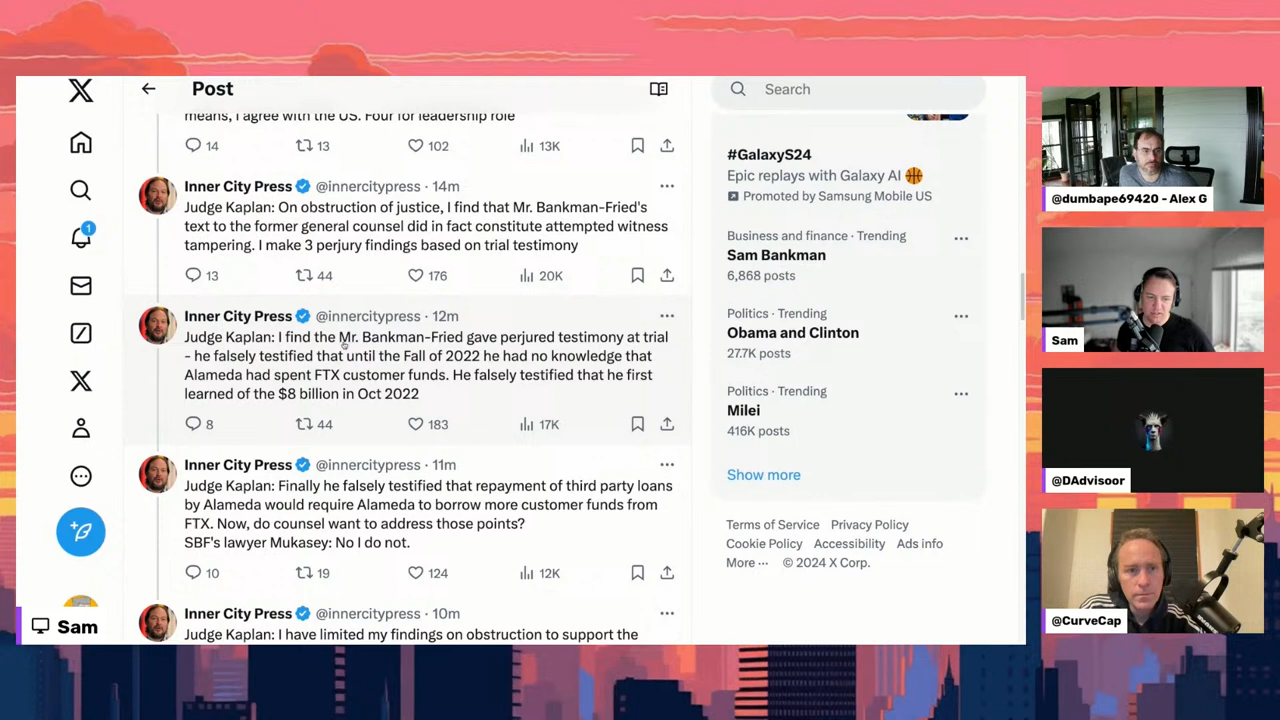 Post
Search
means, I agree with the US. Four for leadership role
14 13 102 13K
Inner City Press @innercitypress · 14m
Judge Kaplan: On obstruction of justice, I find that Mr. Bankman-Fried's
text to the former general counsel did in fact constitute attempted witness
tampering. I make 3 perjury findings based on trial testimony
13 44 176 20K
Inner City Press @innercitypress · 12m
Judge Kaplan: I find the Mr. Bankman-Fried gave perjured testimony at trial
- he falsely testified that until the Fall of 2022 he had no knowledge that
Alameda had spent FTX customer funds. He falsely testified that he first
learned of the $8 billion in Oct 2022
8 44 183 17K
Inner City Press @innercitypress · 11m
Judge Kaplan: Finally he falsely testified that repayment of third party loans
by Alameda would require Alameda to borrow more customer funds from
FTX. Now, do counsel want to address those points?
SBF's lawyer Mukasey: No I do not.
10 19 124 12K
Inner City Press @innercitypress · 10m
Judge Kaplan: I have limited my findings on obstruction to support the
1
#GalaxyS24
Epic replays with Galaxy AI
Promoted by Samsung Mobile US
Business and finance · Trending
Sam Bankman
6,868 posts
Politics · Trending
Obama and Clinton
27.7K posts
Politics · Trending
Milei
416K posts
Show more
Terms of Service Privacy Policy
Cookie Policy Accessibility Ads info
More ··· © 2024 X Corp.
Sam
@dumbape69420 - Alex G
Sam
@DAdvisoor
@CurveCap